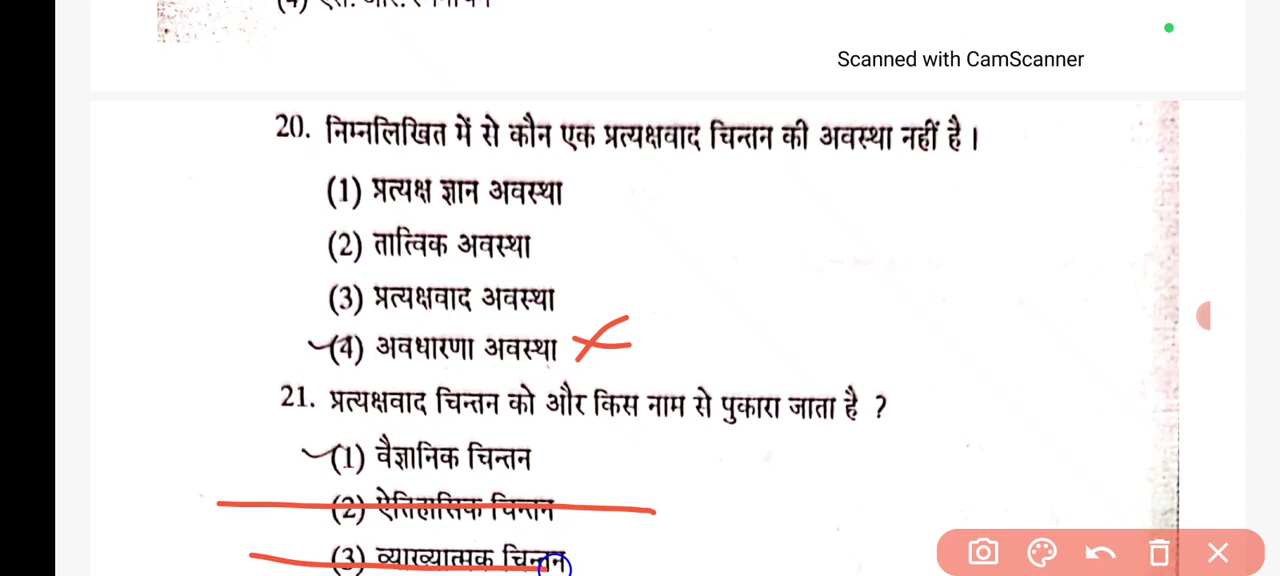 Scanned with CamScanner
20. निम्नलिखित में से कौन एक प्रत्यक्षवाद चिन्तन की अवस्था नहीं है ।
(1) प्रत्यक्ष ज्ञान अवस्था
(2) तात्विक अवस्था
(3) प्रत्यक्षवाद अवस्था
(4) अवधारणा अवस्था
21. प्रत्यक्षवाद चिन्तन को और किस नाम से पुकारा जाता है ?
(1) वैज्ञानिक चिन्तन
(2) ऐतिहासिक चिन्तन
(3) व्याख्यात्मक चिन्तन